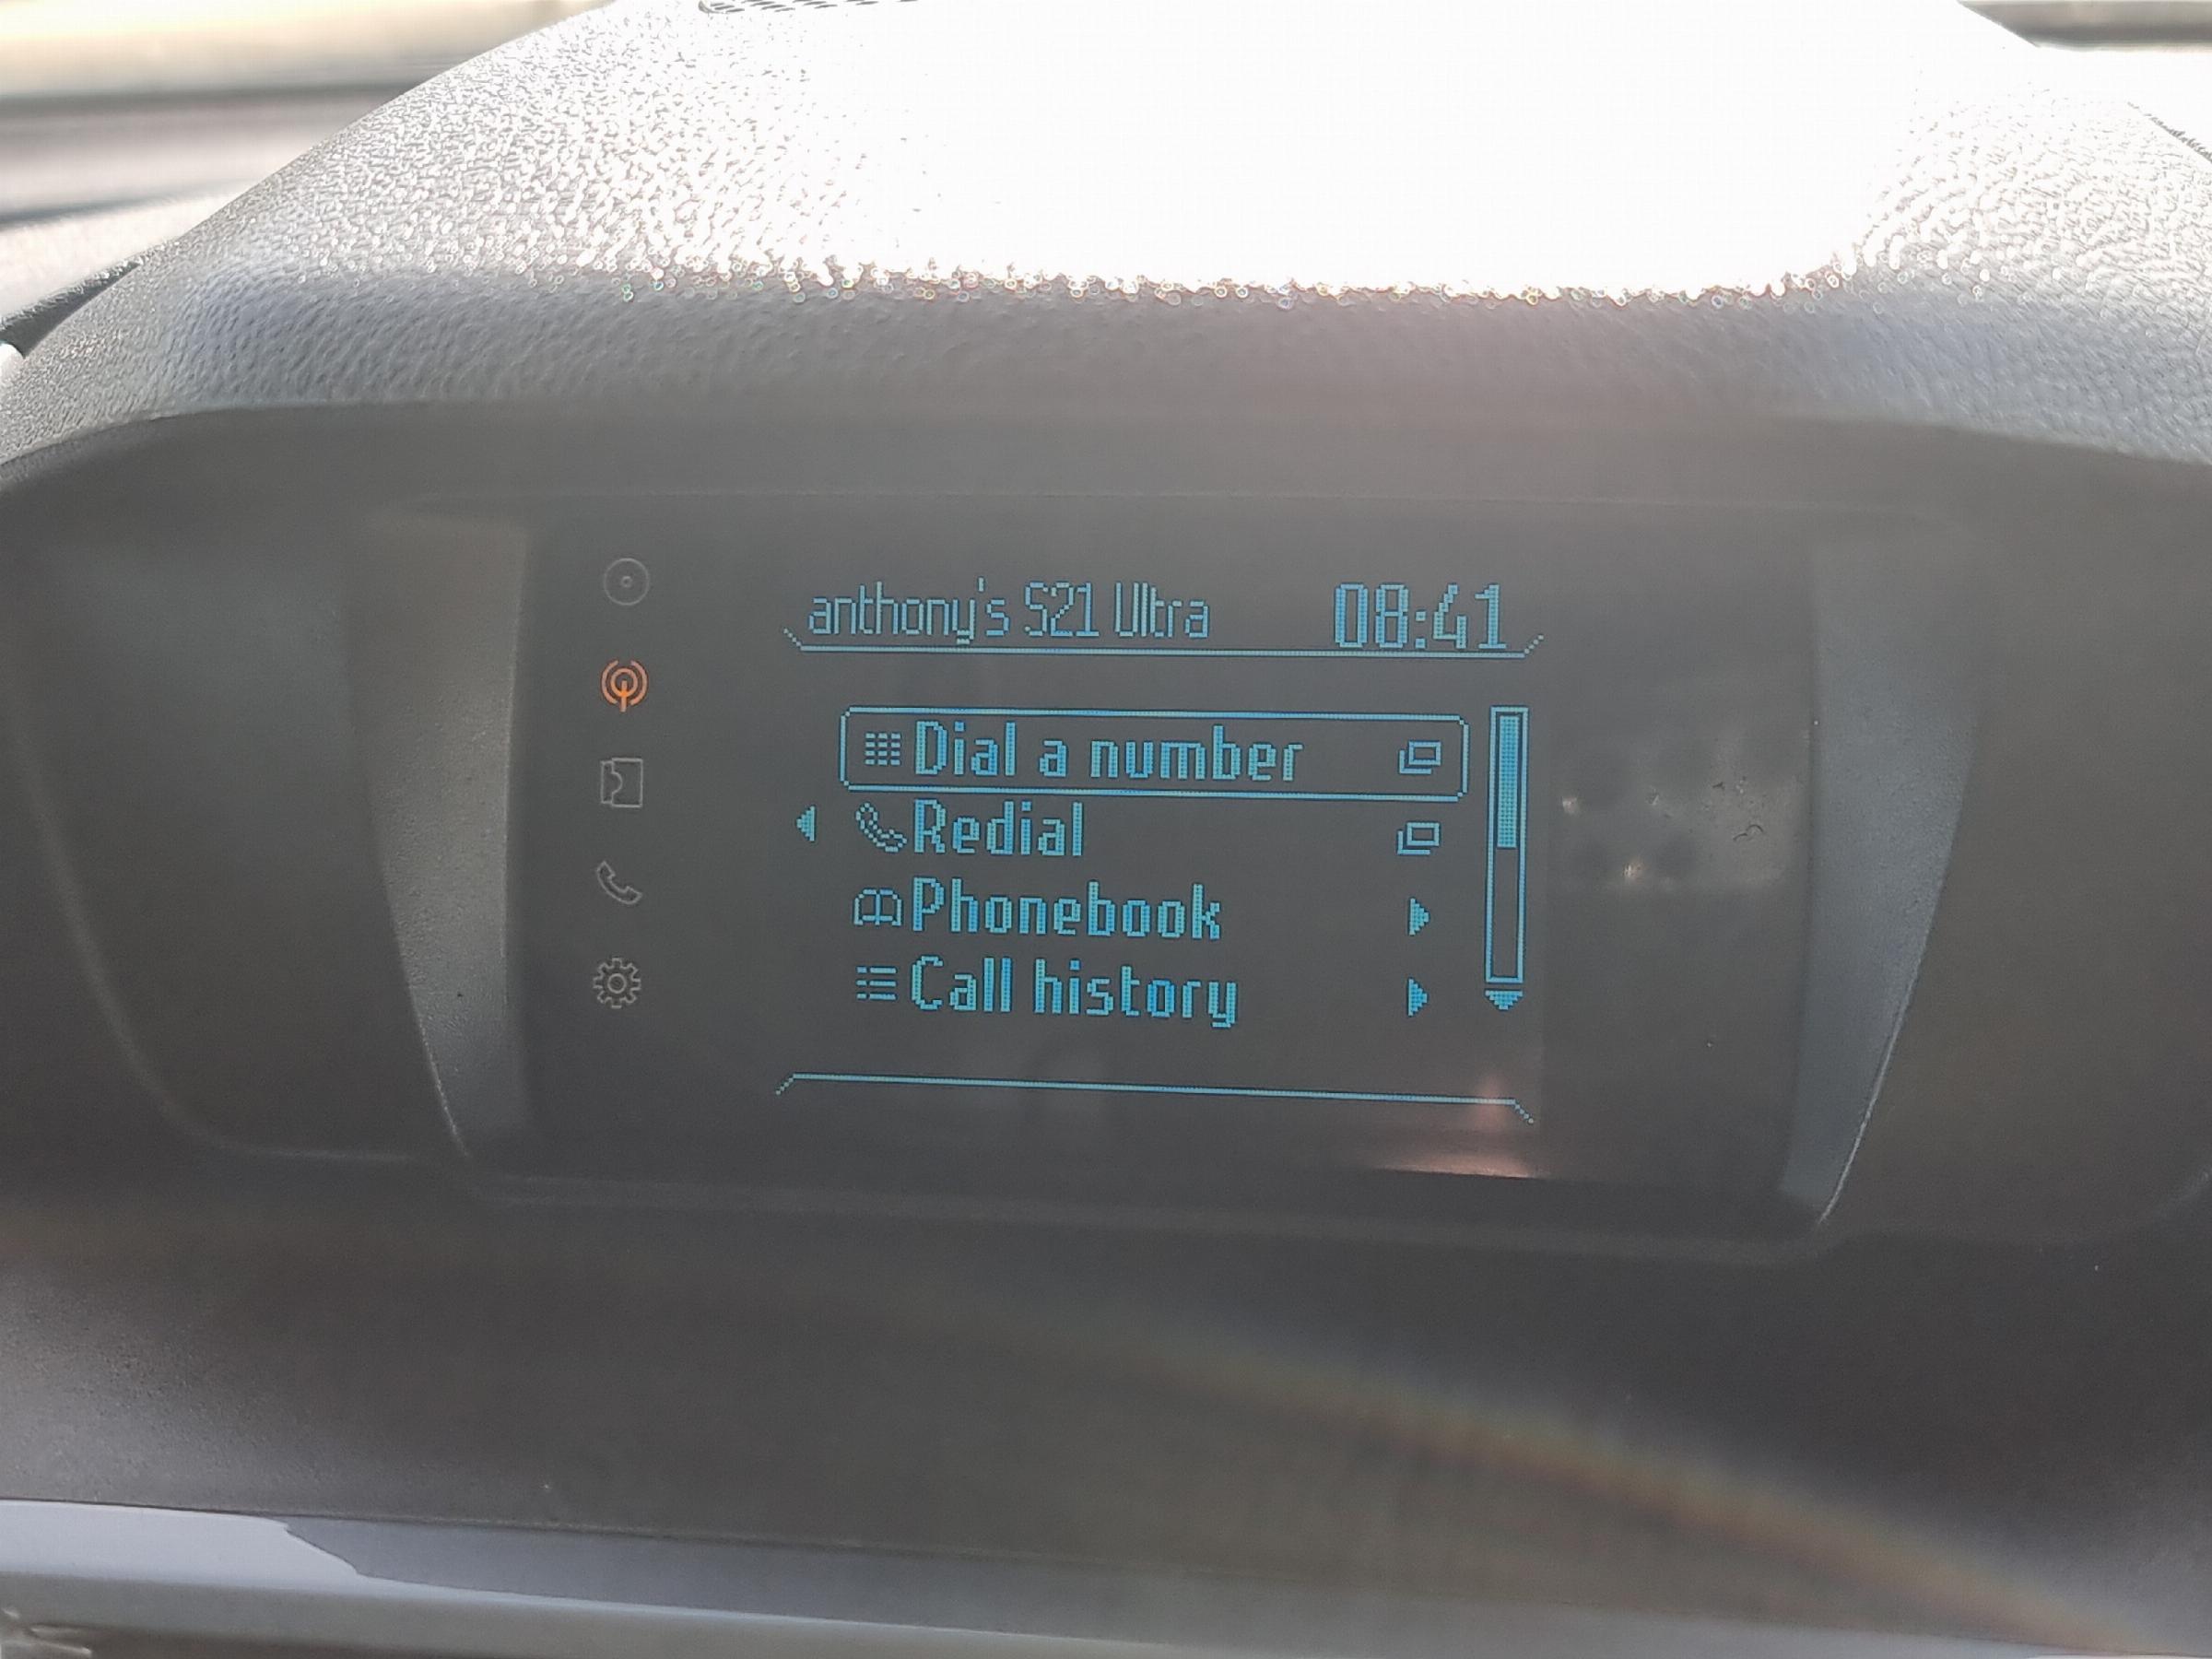 anthony's S21 Ultra 08:41
Dial a number
Redial
Phonebook
Call history